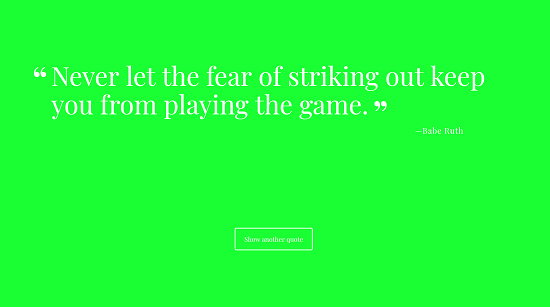 “ Never let the fear of striking out keep
you from playing the game. ”
—Babe Ruth
Show another quote